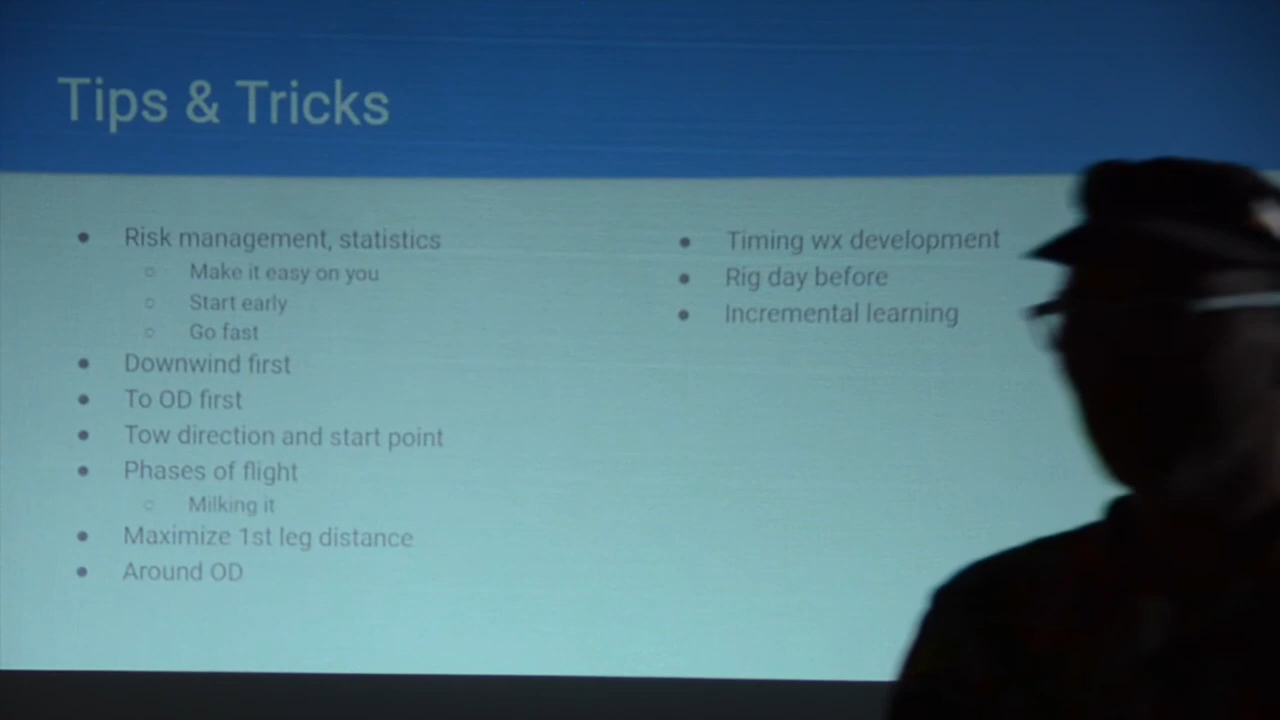 Tips & Tricks
Risk management, statistics
Make it easy on you
Start early
Go fast
Downwind first
To OD first
Tow direction and start point
Phases of flight
Milking it
Maximize 1st leg distance
Around OD
Timing wx development
Rig day before
Incremental learning